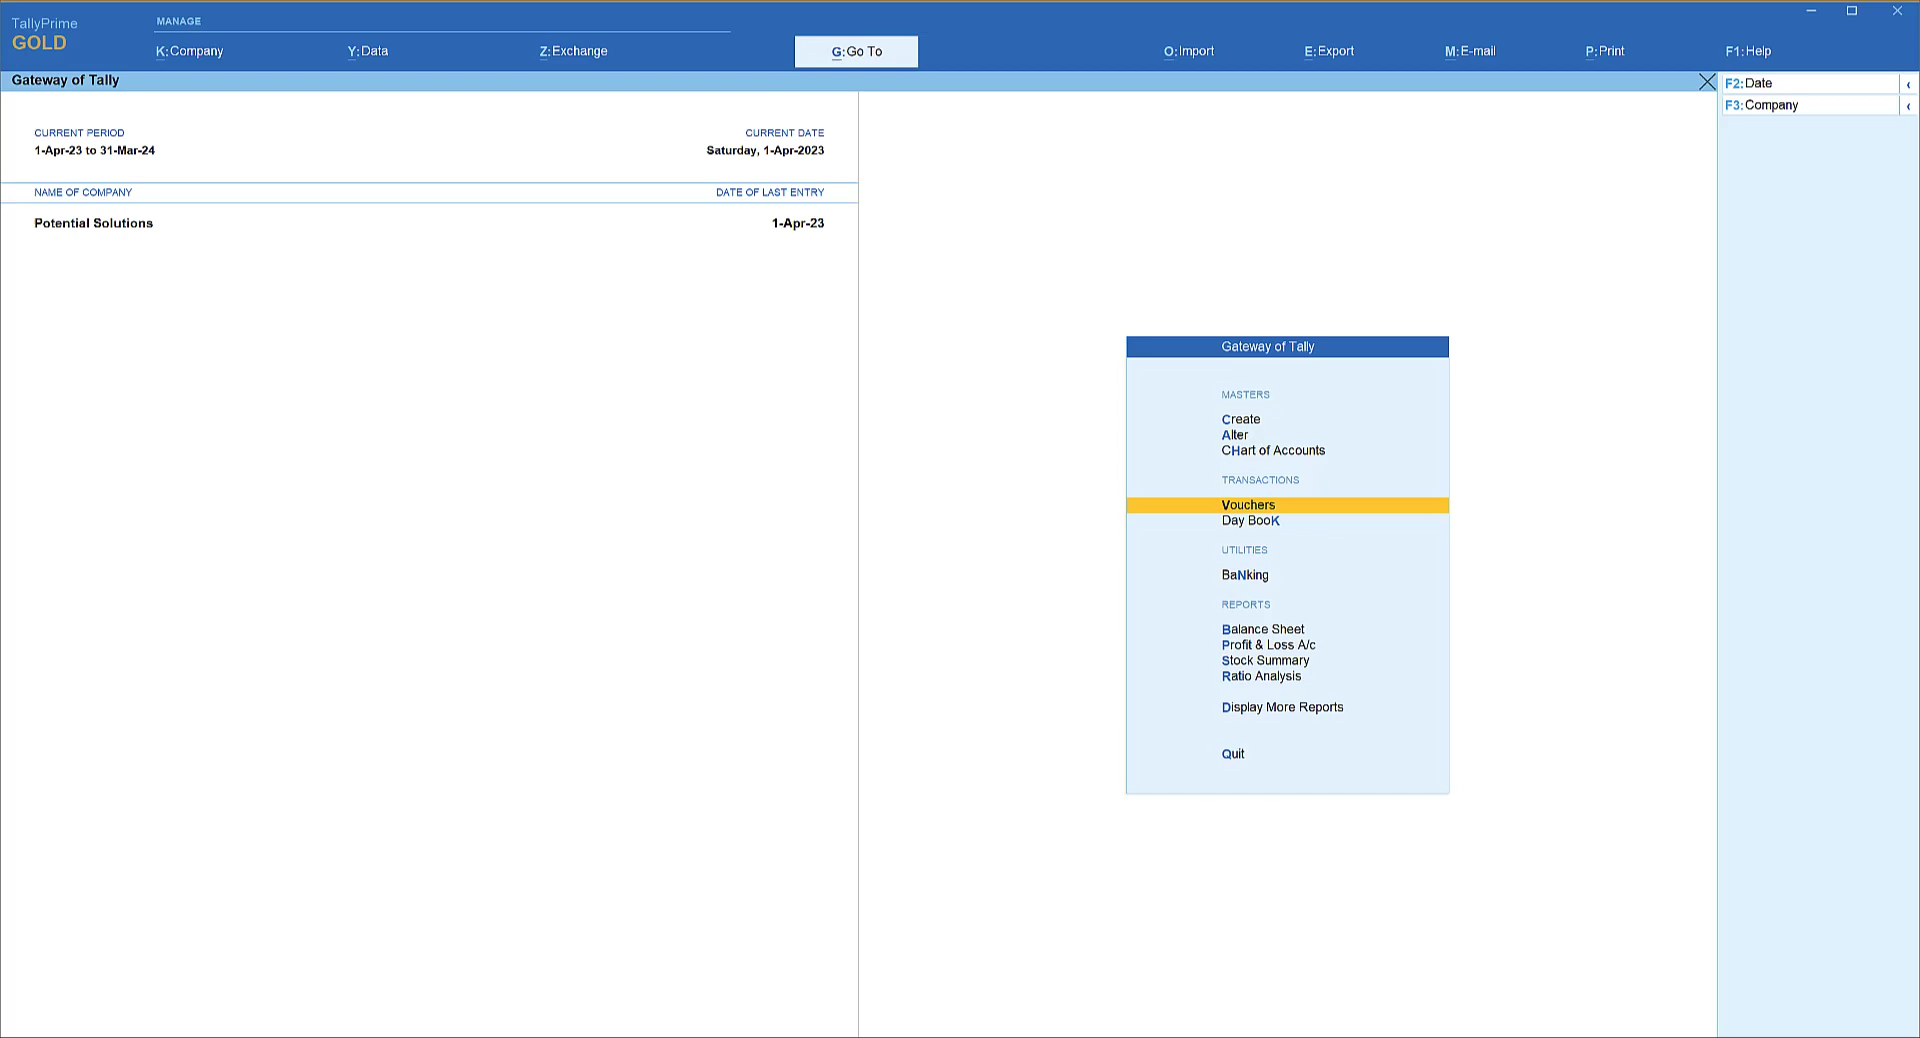 TallyPrime
GOLD
MANAGE
K:Company
Y:Data
Z:Exchange
G:Go To
O:Import
E:Export
M:E-mail
P:Print
F1:Help
Gateway of Tally
F2:Date
F3:Company
CURRENT PERIOD
CURRENT DATE
1-Apr-23 to 31-Mar-24
Saturday, 1-Apr-2023
NAME OF COMPANY
DATE OF LAST ENTRY
Potential Solutions
1-Apr-23
Gateway of Tally
MASTERS
Create
Alter
CHart of Accounts
TRANSACTIONS
Vouchers
Day BooK
UTILITIES
BaNking
REPORTS
Balance Sheet
Profit & Loss A/c
Stock Summary
Ratio Analysis
Display More Reports
Quit